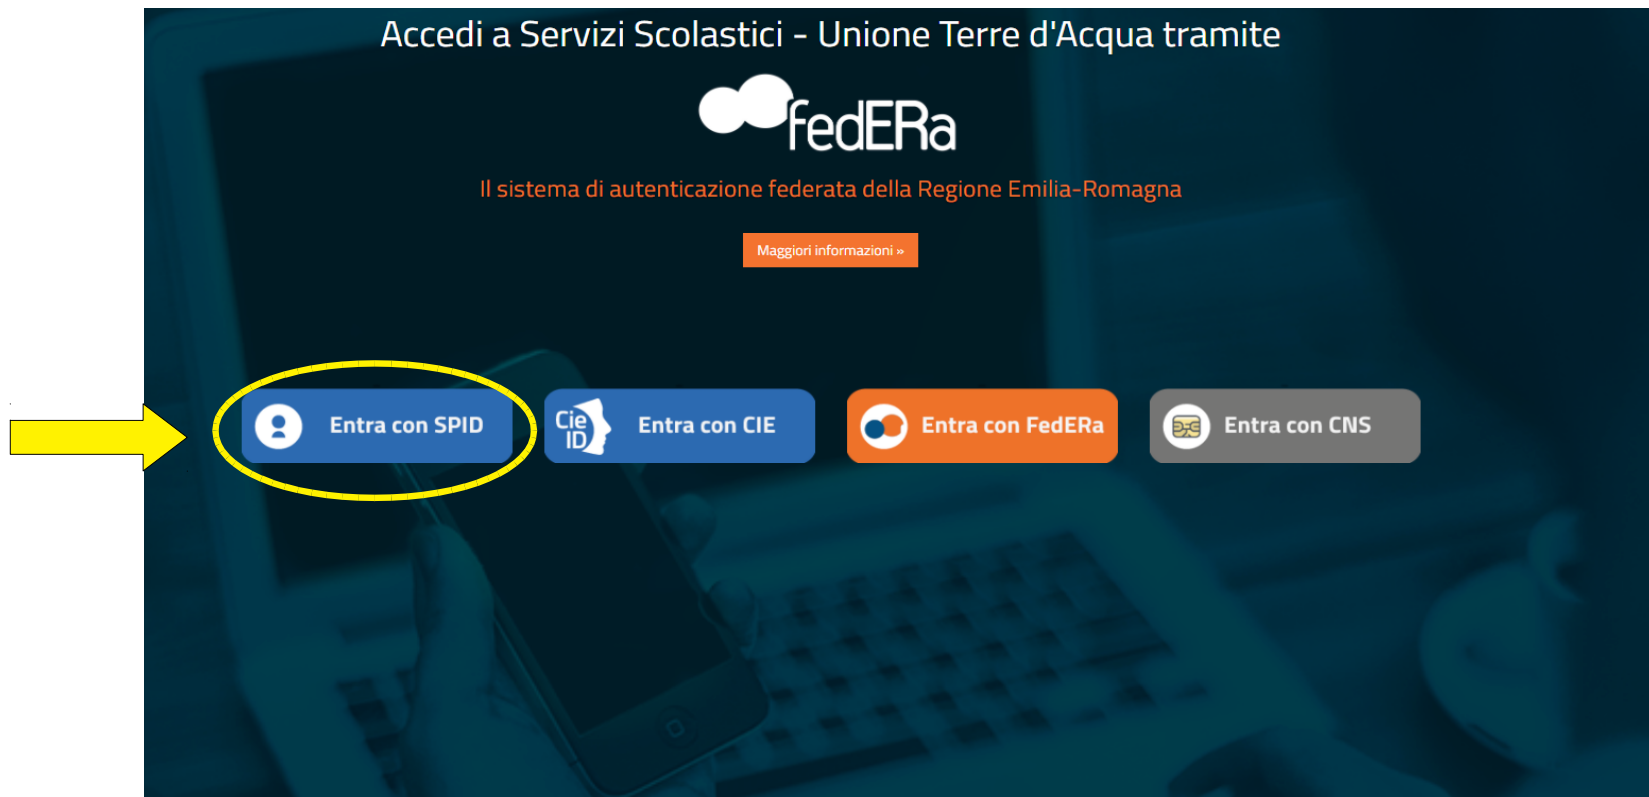 Accedi a Servizi Scolastici - Unione Terre d'Acqua tramite
fedERa
Il sistema di autenticazione federata della Regione Emilia-Romagna
Maggiori informazioni »
Entra con SPID
Cie
ID
Entra con CIE
Entra con FedERa
Entra con CNS